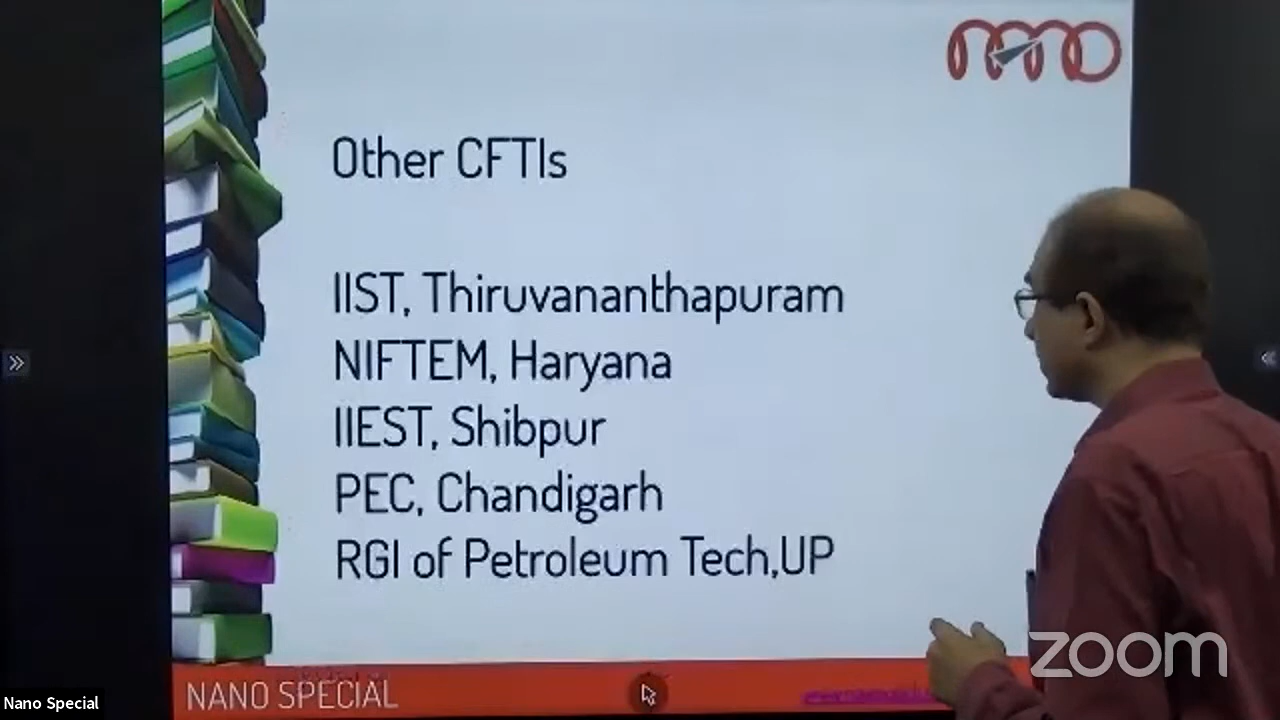 Other CFTIs
IIST, Thiruvananthapuram
NIFTEM, Haryana
IIEST, Shibpur
PEC, Chandigarh
RGI of Petroleum Tech,UP
NANO SPECIAL
zoom
Nano Special